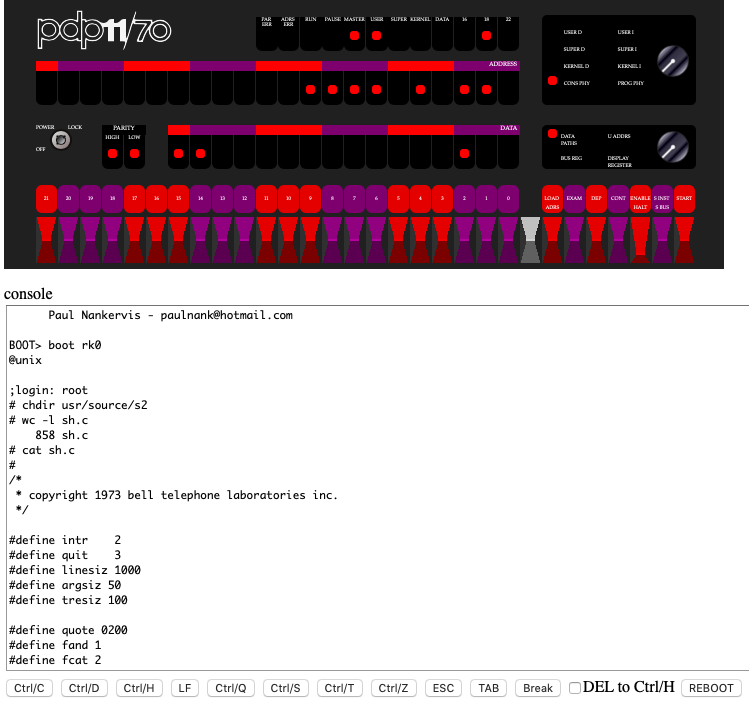 pdp11/70
PAR ERR ADRS ERR RUN PAUSE MASTER USER SUPER KERNEL DATA 16 18 22
ADDRESS
USER D USER I
SUPER D SUPER I
KERNEL D KERNEL I
CONS PHY PROG PHY
POWER LOCK
OFF
PARITY
HIGH LOW
DATA
DATA PATHS U ADDRS
BUS REG DISPLAY REGISTER
21 20 19 18 17 16 15 14 13 12 11 10 9 8 7 6 5 4 3 2 1 0 LOAD ADRS EXAM DEP CONT ENABLE HALT S INST S BUS START
console
Paul Nankervis - paulnank@hotmail.com
BOOT> boot rk0
@unix
;login: root
# chdir usr/source/s2
# wc -l sh.c
858 sh.c
# cat sh.c
#
/*
* copyright 1973 bell telephone laboratories inc.
*/
#define intr 2
#define quit 3
#define linesiz 1000
#define argsiz 50
#define tresiz 100
#define quote 0200
#define fand 1
#define fcat 2
Ctrl/C Ctrl/D Ctrl/H LF Ctrl/Q Ctrl/S Ctrl/T Ctrl/Z ESC TAB Break DEL to Ctrl/H REBOOT